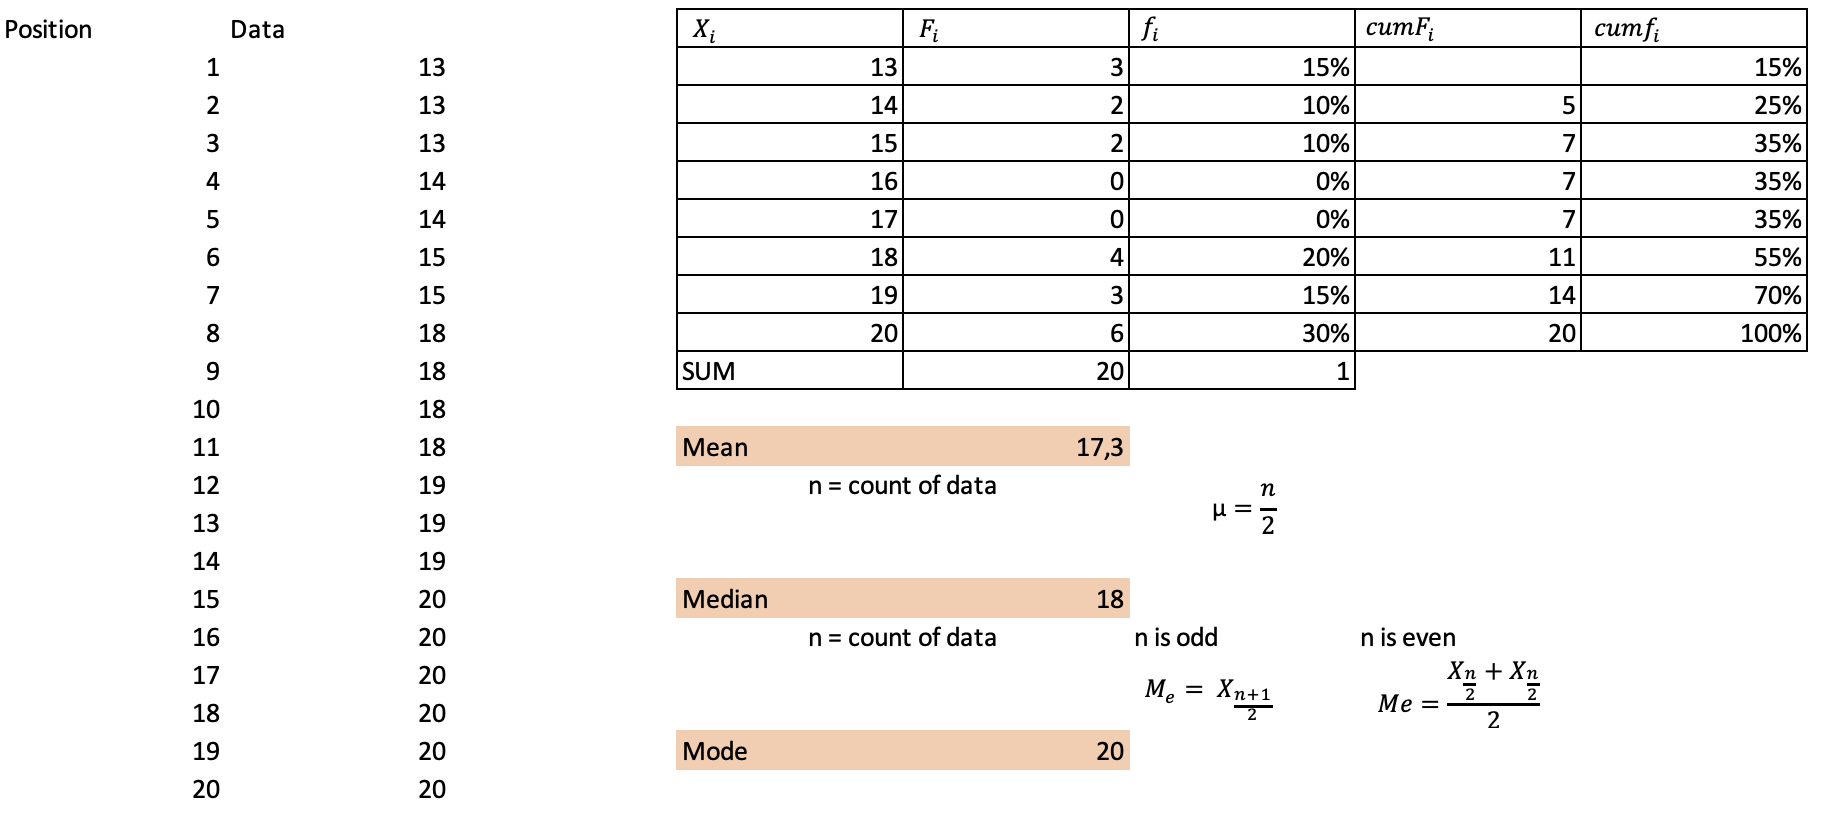 Position Data
1 13
2 13
3 13
4 14
5 14
6 15
7 15
8 18
9 18
10 18
11 18
12 19
13 19
14 19
15 20
16 20
17 20
18 20
19 20
20 20
X_i F_i f_i cumF_i cumf_i
13 3 15% 15%
14 2 10% 5 25%
15 2 10% 7 35%
16 0 0% 7 35%
17 0 0% 7 35%
18 4 20% 11 55%
19 3 15% 14 70%
20 6 30% 20 100%
SUM 20 1
Mean 17,3
n = count of data
μ = n/2
Median 18
n = count of data n is odd n is even
M_e = X_{(n+1)/2} Me = (X_{n/2} + X_{n/2})/2
Mode 20